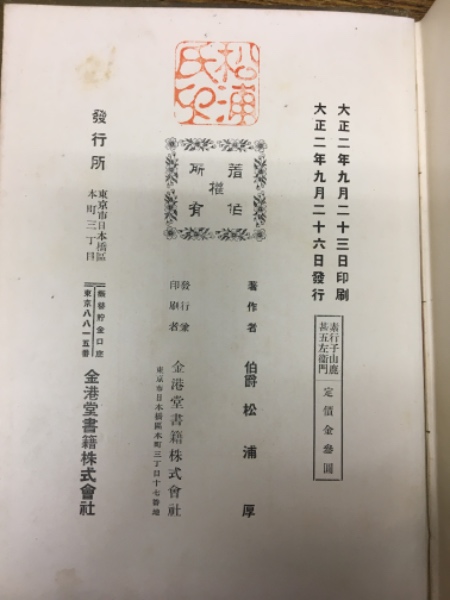 大正二年九月二十三日印刷
大正二年九月二十六日發行
素行子山鹿
甚五左衞門
定價金參圓
松浦
氏印
著作
權
所有
著作者
伯爵松浦厚
發行兼
印刷者
金港堂書籍株式會社
東京市日本橋區本町三丁目十七番地
發行所
東京市日本橋區
本町三丁目
振替貯金口座
東京八八一五番
金港堂書籍株式會社